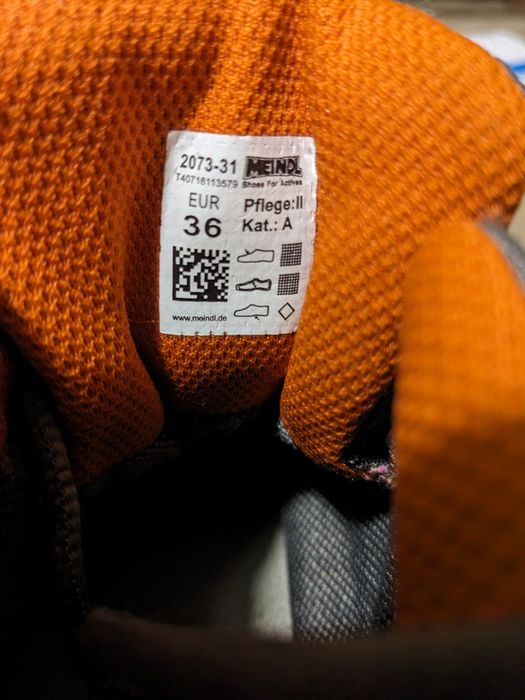 2073-31 MEINDL
T40716113579 Shoes For Actives
EUR Pflege:II
36 Kat.: A
www.meindl.de